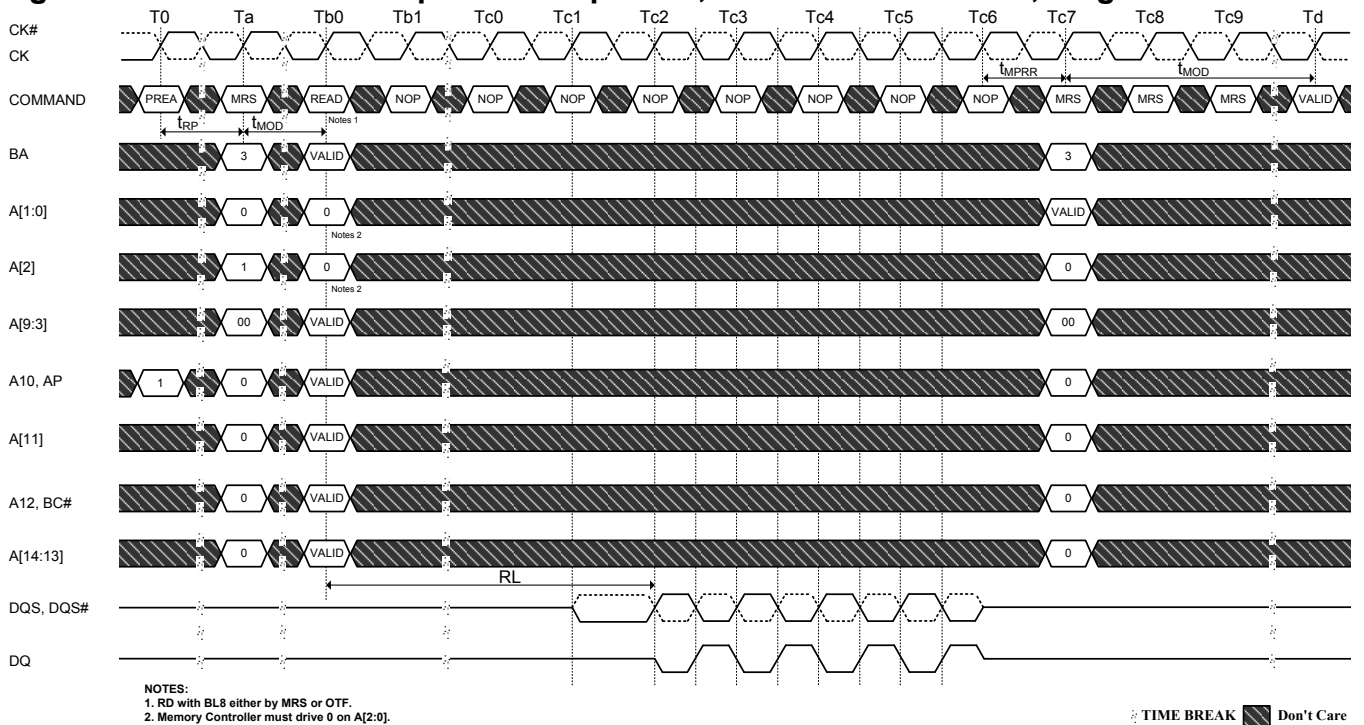 T0 Ta Tb0 Tb1 Tc0 Tc1 Tc2 Tc3 Tc4 Tc5 Tc6 Tc7 Tc8 Tc9 Td
CK#
CK
tMPRR tMOD
COMMAND PREA MRS READ NOP NOP NOP NOP NOP NOP NOP NOP MRS MRS MRS VALID
tRP tMOD Notes 1
BA 3 VALID 3
A[1:0] 0 0 VALID
Notes 2
A[2] 1 0 0
Notes 2
A[9:3] 00 VALID 00
A10, AP 1 0 VALID 0
A[11] 0 VALID 0
A12, BC# 0 VALID 0
A[14:13] 0 VALID 0
RL
DQS, DQS#
DQ
NOTES:
1. RD with BL8 either by MRS or OTF.
2. Memory Controller must drive 0 on A[2:0].
TIME BREAK Don't Care